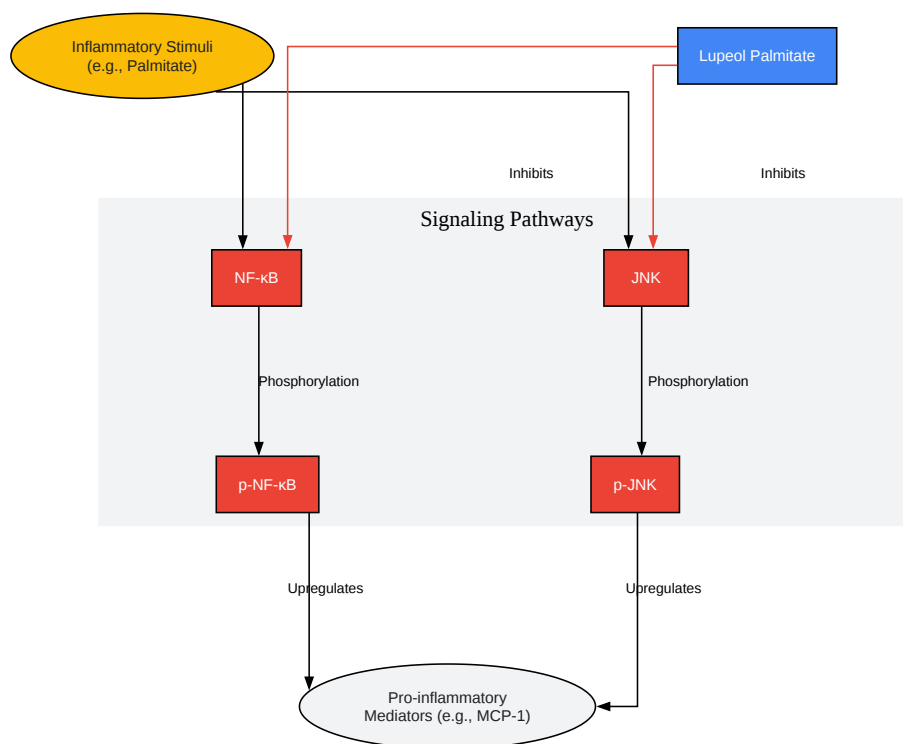 Inflammatory Stimuli
(e.g., Palmitate)
Lupeol Palmitate
Inhibits
Inhibits
Signaling Pathways
NF-κB
JNK
Phosphorylation
Phosphorylation
p-NF-κB
p-JNK
Upregulates
Upregulates
Pro-inflammatory
Mediators (e.g., MCP-1)